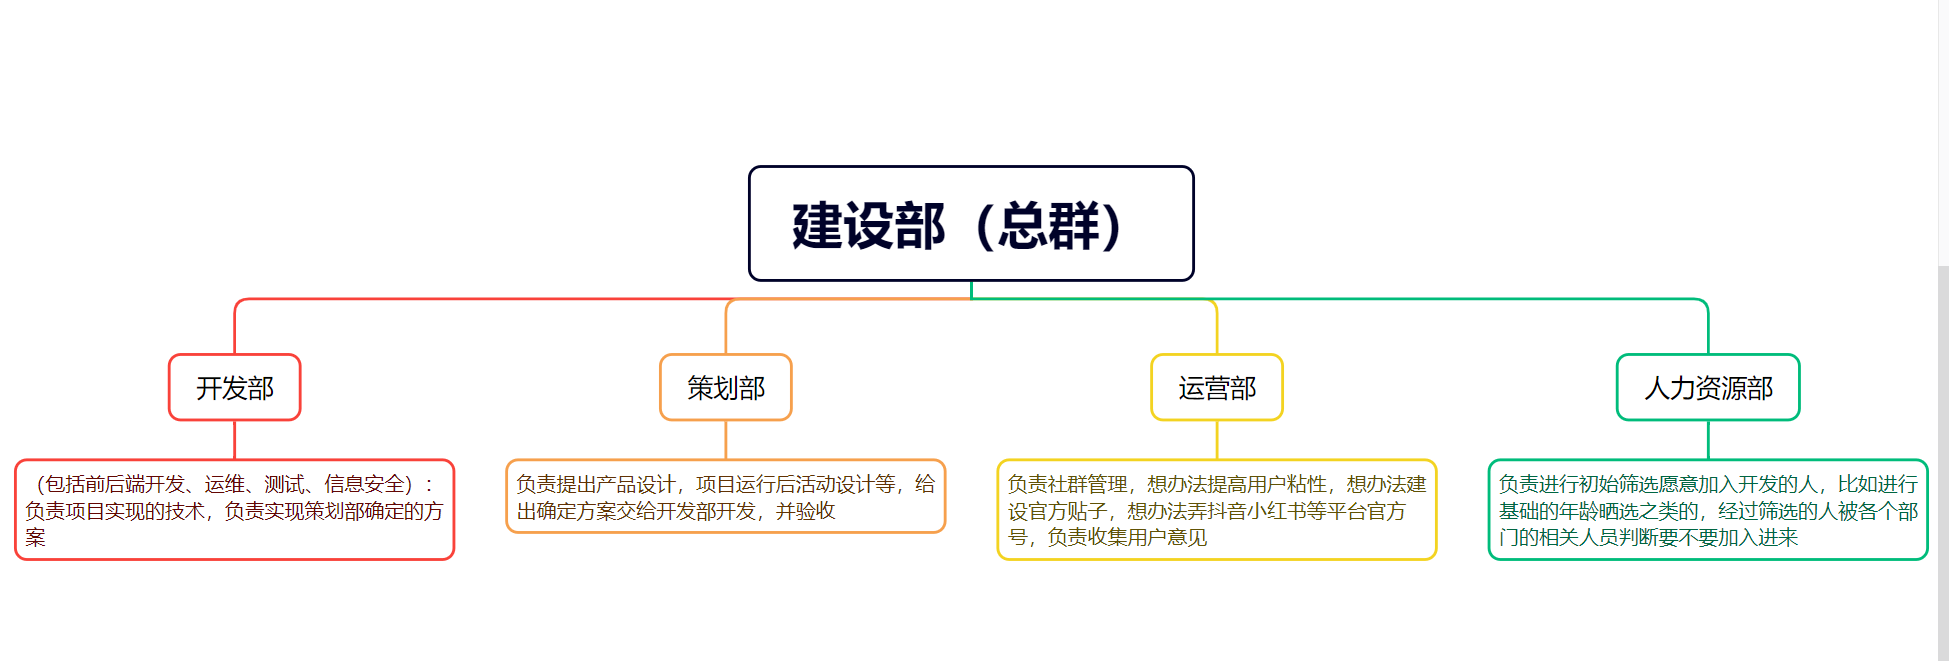 建设部（总群）
开发部
策划部
运营部
人力资源部
（包括前后端开发、运维、测试、信息安全）：
负责项目实现的技术，负责实现策划部确定的方
案
负责提出产品设计，项目运行后活动设计等，给
出确定方案交给开发部开发，并验收
负责社群管理，想办法提高用户粘性，想办法建
设官方贴子，想办法弄抖音小红书等平台官方
号，负责收集用户意见
负责进行初始筛选愿意加入开发的人，比如进行
基础的年龄晒选之类的，经过筛选的人被各个部
门的相关人员判断要不要加入进来